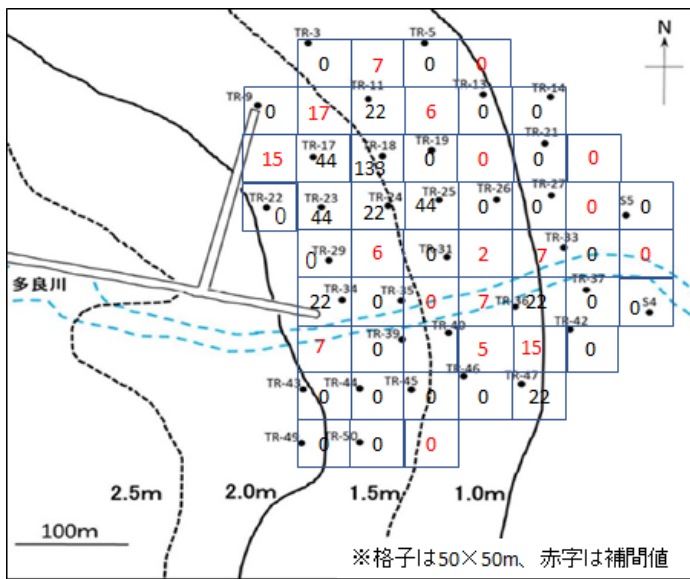 TR-3 TR-5 N
0 7 0 0
TR-9 TR-11 TR-13 TR-14
0 17 22 6 0 0
TR-17 TR-18 TR-19 TR-21
15 44 133 0 0 0 0
TR-22 TR-23 TR-24 TR-25 TR-26 TR-27 S5
0 44 22 44 0 0 0 0
TR-29 TR-31 TR-33
0 6 0 2 7 0 0
多良川 TR-34 TR-35 TR-36 TR-37 S4
22 0 0 7 22 0 0
TR-39 TR-40 TR-42
7 0 5 15 0
TR-43 TR-44 TR-45 TR-46 TR-47
0 0 0 0 22
TR-49 TR-50
0 0 0
2.5m 2.0m 1.5m 1.0m
100m
※格子は50×50m、赤字は補間値